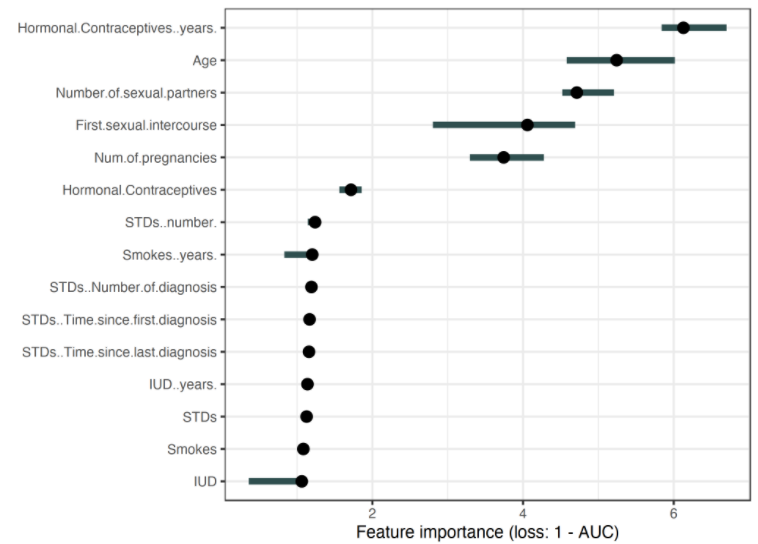 Hormonal.Contraceptives..years.
Age
Number.of.sexual.partners
First.sexual.intercourse
Num.of.pregnancies
Hormonal.Contraceptives
STDs..number.
Smokes..years.
STDs..Number.of.diagnosis
STDs..Time.since.first.diagnosis
STDs..Time.since.last.diagnosis
IUD..years.
STDs
Smokes
IUD
2 4 6
Feature importance (loss: 1 - AUC)